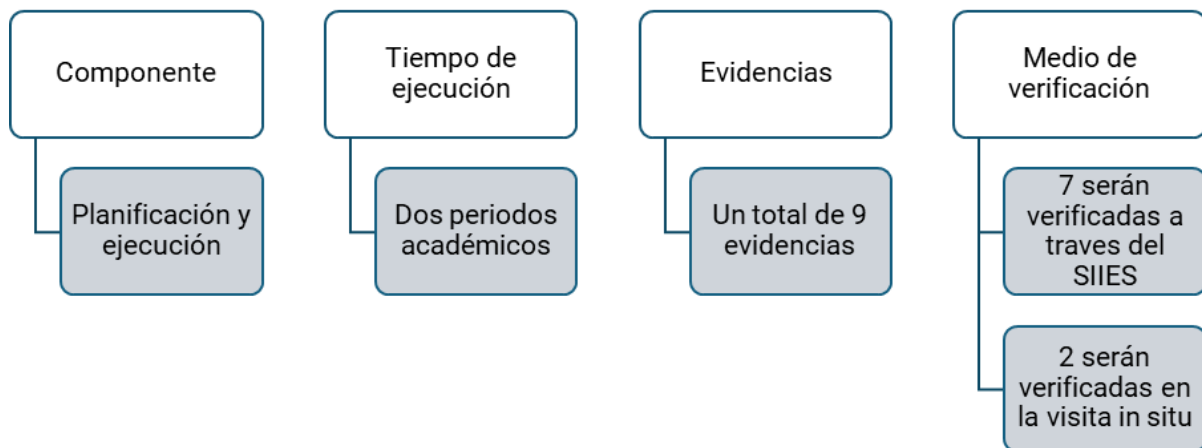 Componente
Planificación y
ejecución
Tiempo de
ejecución
Dos periodos
académicos
Evidencias
Un total de 9
evidencias
Medio de
verificación
7 serán
verificadas a
traves del
SIIES
2 serán
verificadas en
la visita in situ